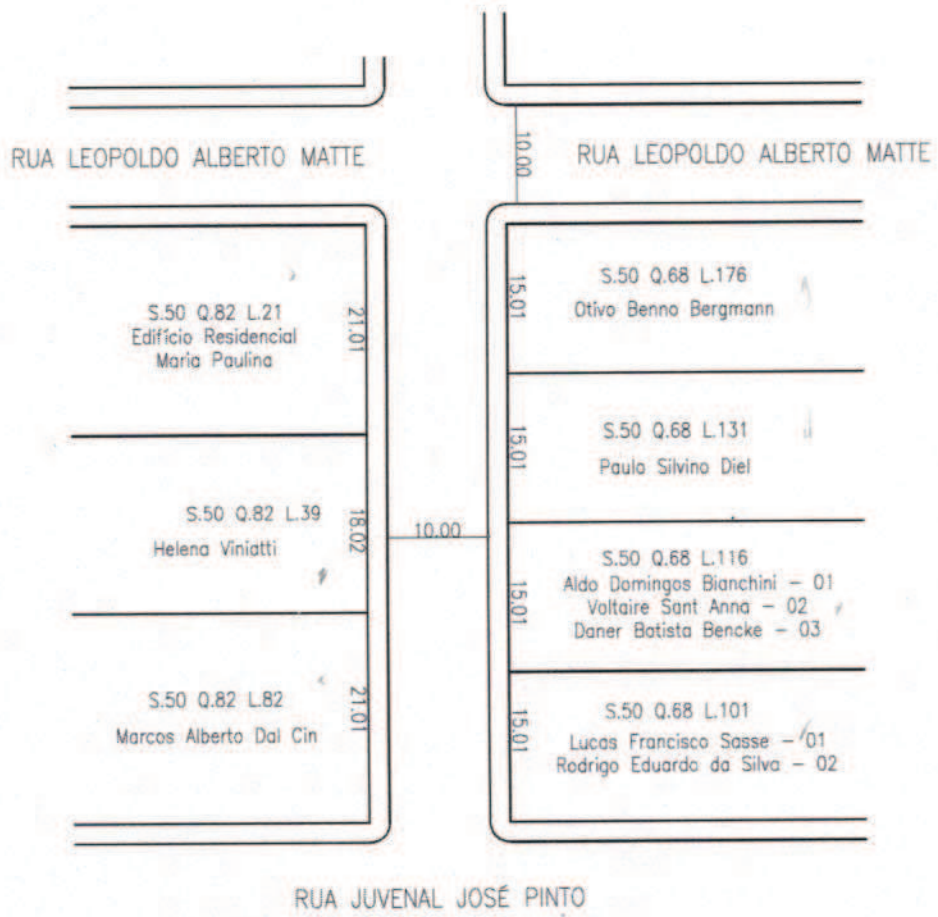 RUA LEOPOLDO ALBERTO MATTE
10.00
RUA LEOPOLDO ALBERTO MATTE
S.50 Q.82 L.21
Edifício Residencial
Maria Paulina
21.01
S.50 Q.82 L.39
Helena Viniatti
18.02
S.50 Q.82 L.82
Marcos Alberto Dal Cin
21.01
10.00
15.01
S.50 Q.68 L.176
Otivo Benno Bergmann
15.01
S.50 Q.68 L.131
Paulo Silvino Diel
15.01
S.50 Q.68 L.116
Aldo Domingos Bianchini – 01
Voltaire Sant Anna – 02
Daner Batista Bencke – 03
15.01
S.50 Q.68 L.101
Lucas Francisco Sasse – 01
Rodrigo Eduardo da Silva – 02
RUA JUVENAL JOSÉ PINTO